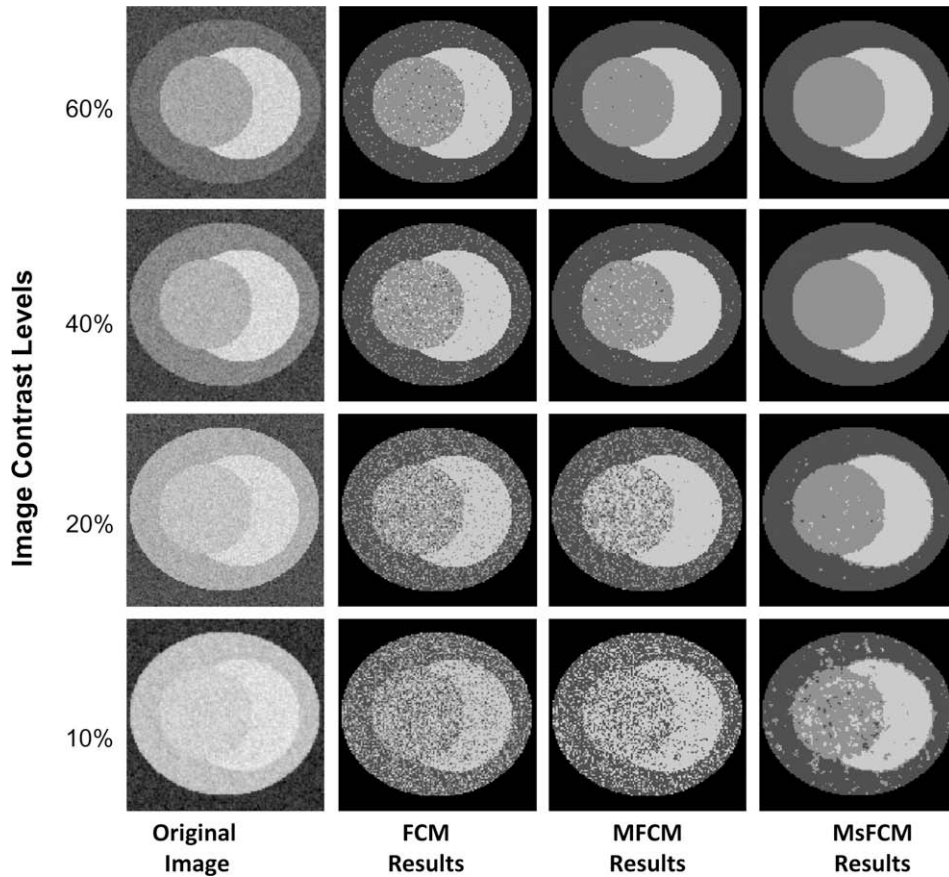 Image Contrast Levels
60%
40%
20%
10%
Original
Image
FCM
Results
MFCM
Results
MsFCM
Results